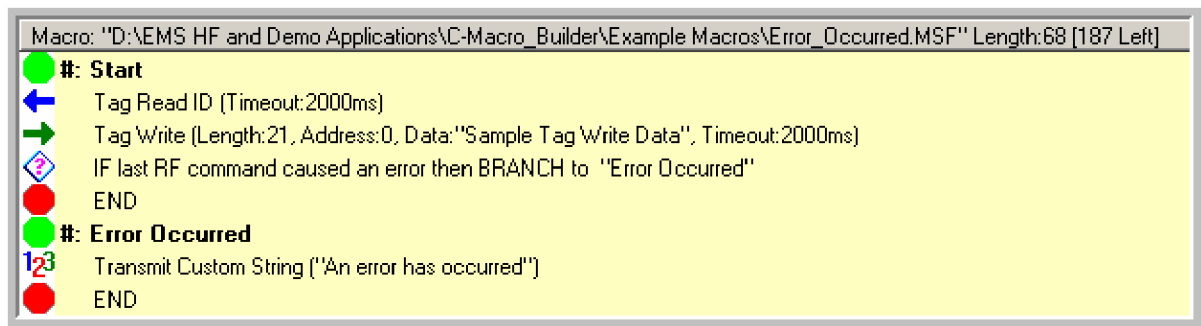 Macro: "D:\EMS HF and Demo Applications\C-Macro_Builder\Example Macros\Error_Occurred.MSF" Length:68 [187 Left]
#: Start
Tag Read ID (Timeout:2000ms)
Tag Write (Length:21, Address:0, Data:"Sample Tag Write Data", Timeout:2000ms)
? IF last RF command caused an error then BRANCH to "Error Occurred"
END
#: Error Occurred
123 Transmit Custom String ("An error has occurred")
END